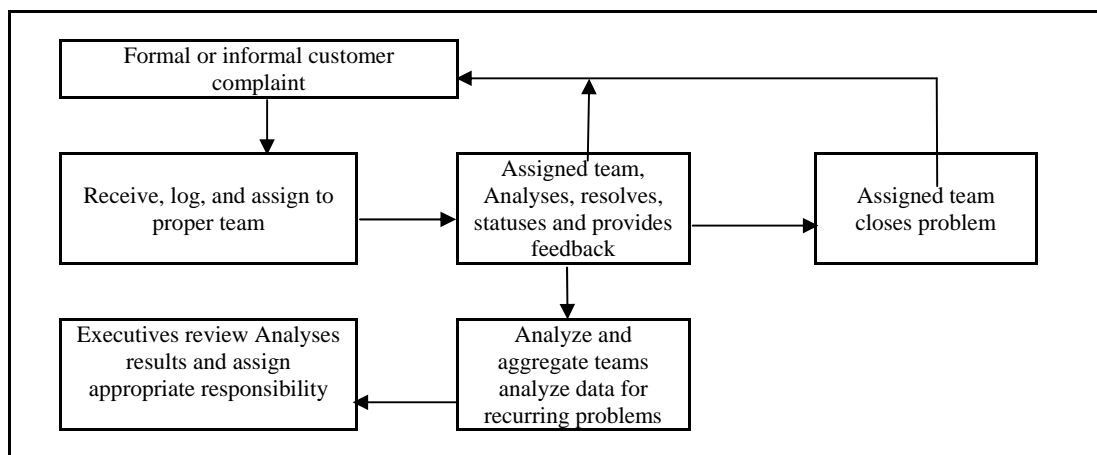 Formal or informal customer
complaint
Receive, log, and assign to
proper team
Assigned team,
Analyses, resolves,
statuses and provides
feedback
Assigned team
closes problem
Executives review Analyses
results and assign
appropriate responsibility
Analyze and
aggregate teams
analyze data for
recurring problems